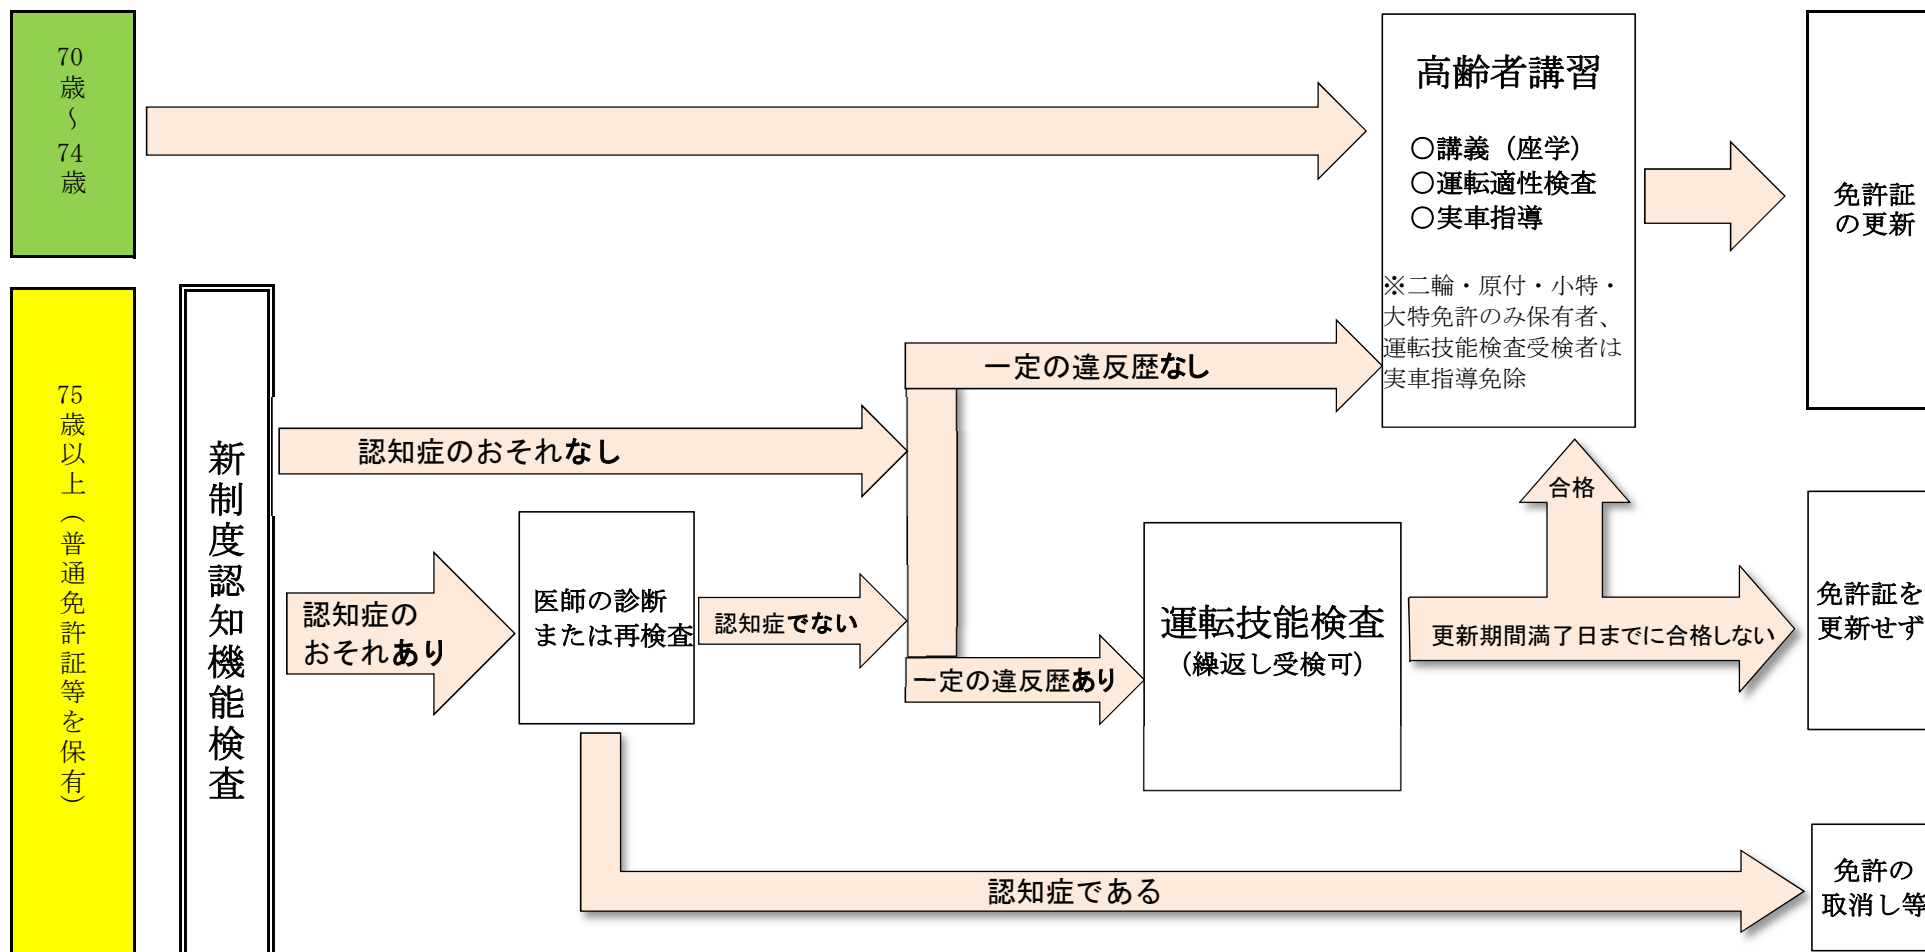 70歳～74歳
高齢者講習
○講義（座学）
○運転適性検査
○実車指導
※二輪・原付・小特・
大特免許のみ保有者、
運転技能検査受検者は
実車指導免除
免許証
の更新
75歳以上（普通免許証等を保有）
新制度認知機能検査
認知症のおそれなし
認知症の
おそれあり
医師の診断
または再検査
認知症でない
一定の違反歴なし
一定の違反歴あり
運転技能検査
（繰返し受検可）
合格
更新期間満了日までに合格しない
免許証を
更新せず
認知症である
免許の
取消し等